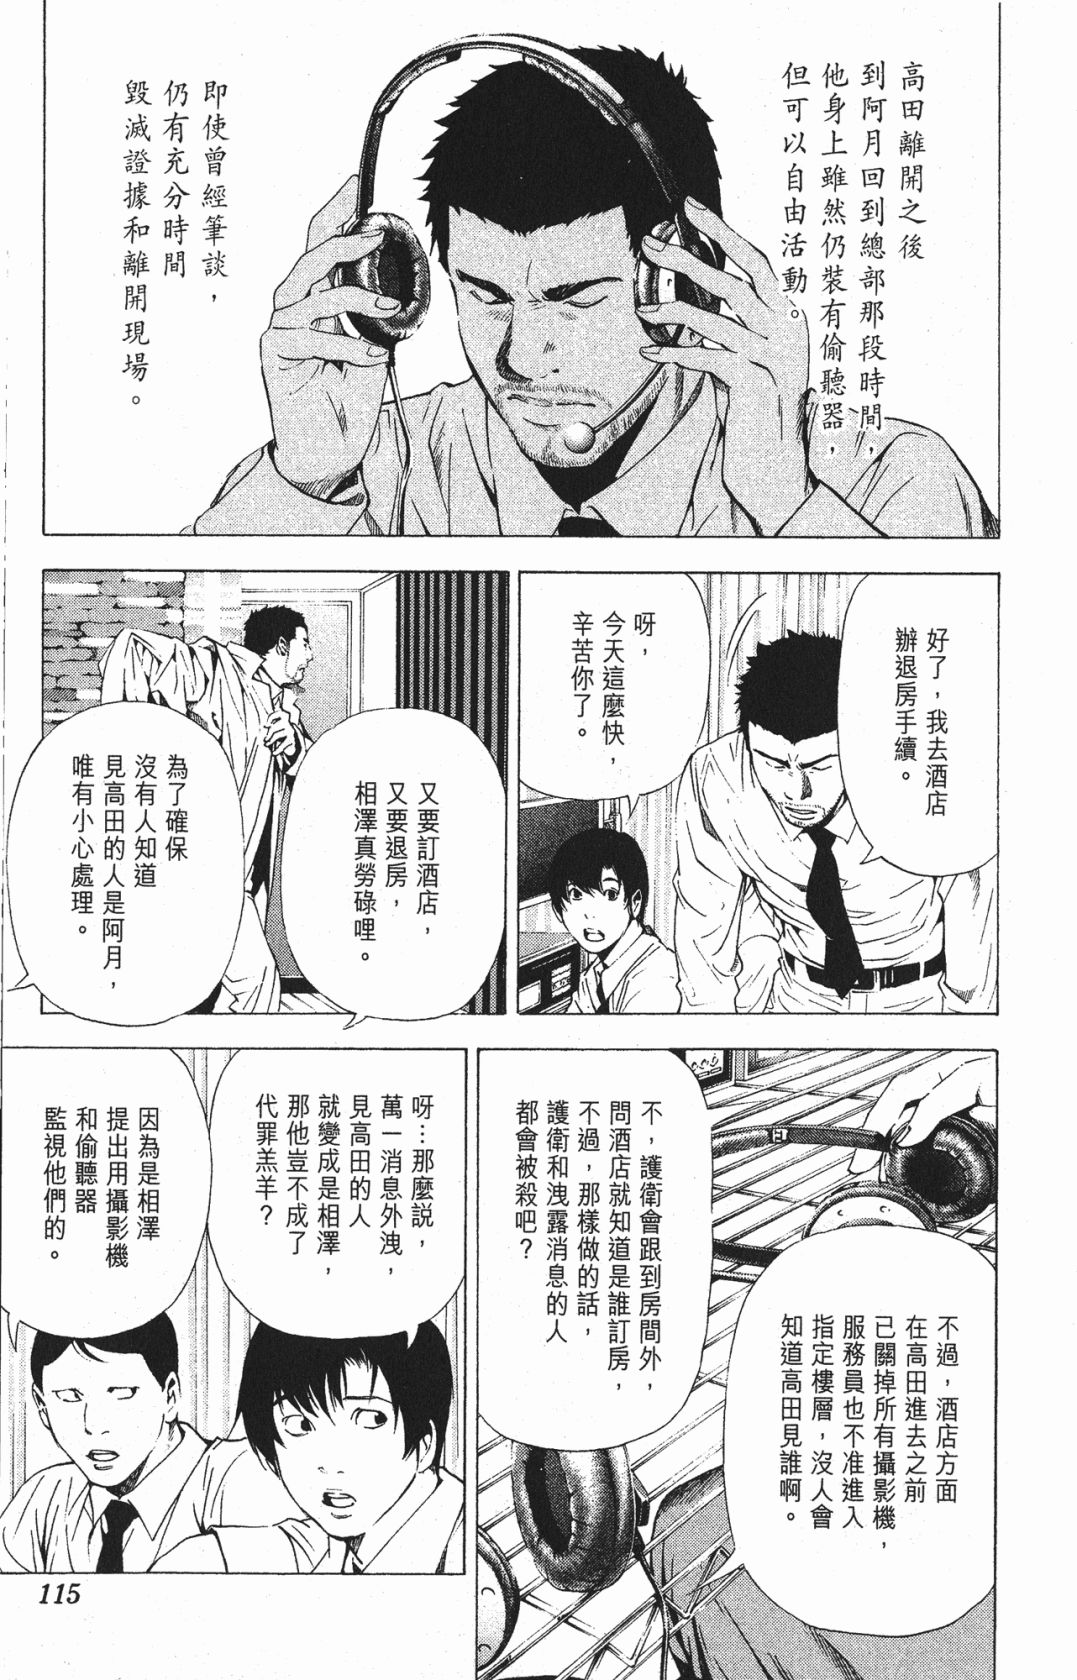 高田離開之後
到阿月回到總部那段時間，
他身上雖然仍裝有偷聽器，
但可以自由活動。
即使曾經筆談，
仍有充分時間
毀滅證據和離開現場。
好了，我去酒店
辦退房手續。
呀，
今天這麼快，
辛苦你了。
又要訂酒店，
又要退房，
相澤真勞碌哩。
為了確保
沒有人知道
見高田的人是阿月，
唯有小心處理。
不過，酒店方面
在高田進去之前
已關掉所有攝影機，
服務員也不准進入
指定樓層，沒人會
知道高田見誰啊。
不，護衛會跟到房間外，
問酒店就知道是誰訂房，
不過，那樣做的話，
護衛和洩露消息的人
都會被殺吧？
呀…那麼說，
萬一消息外洩，
見高田的人
就變成是相澤，
那他豈不成了
代罪羔羊？
因為是相澤
提出用攝影機
和偷聽器
監視他們的。
115